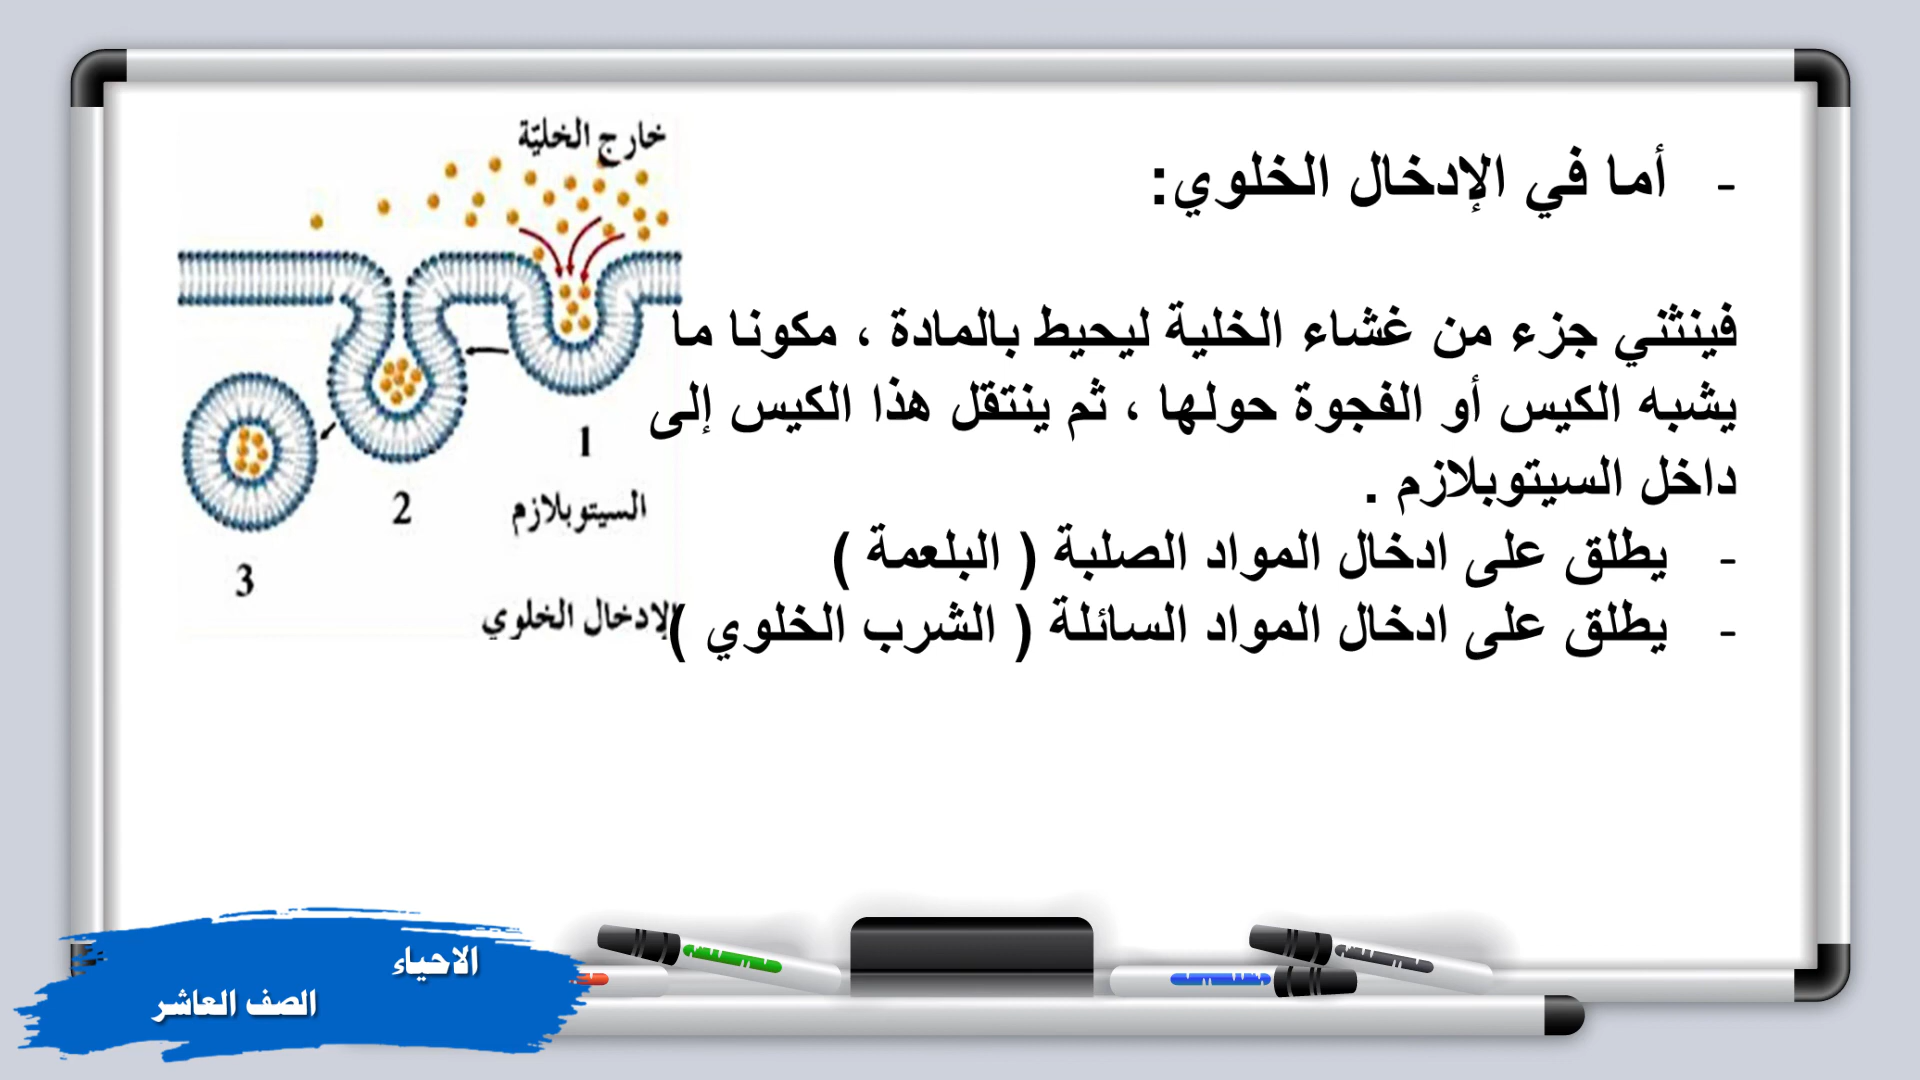 - أما في الإدخال الخلوي:
فينثني جزء من غشاء الخلية ليحيط بالمادة ، مكونا ما
يشبه الكيس أو الفجوة حولها ، ثم ينتقل هذا الكيس إلى
داخل السيتوبلازم .
- يطلق على ادخال المواد الصلبة ( البلعمة )
- يطلق على ادخال المواد السائلة ( الشرب الخلوي )
خارج الخليّة
1
2
السيتوبلازم
3
الإدخال الخلوي
الاحياء
الصف العاشر